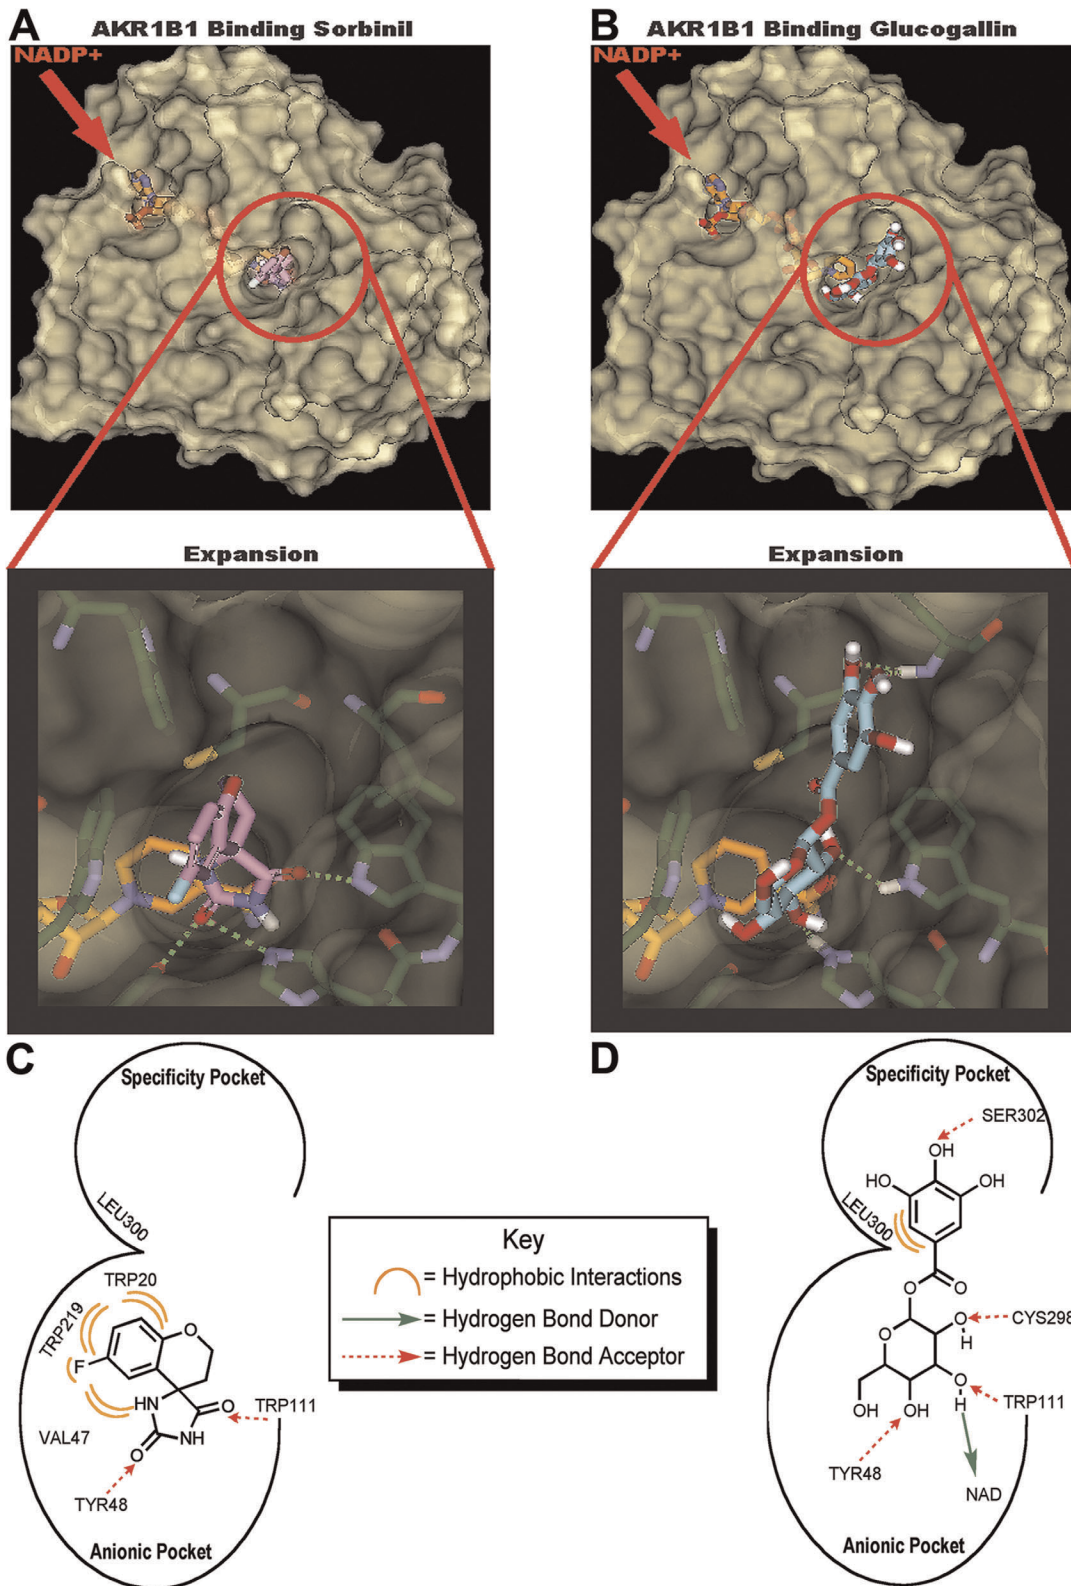 A
AKR1B1 Binding Sorbinil
NADP+
B
AKR1B1 Binding Glucogallin
NADP+
Expansion
Expansion
C
Specificity Pocket
LEU300
TRP20
TRP219
O
F
HN
O
TRP111
NH
O
VAL47
TYR48
Anionic Pocket
Key
= Hydrophobic Interactions
= Hydrogen Bond Donor
= Hydrogen Bond Acceptor
D
Specificity Pocket
SER302
OH
HO
OH
LEU300
O
O
O
O
H
CYS298
O
H
TRP111
OH
OH
TYR48
NAD
Anionic Pocket